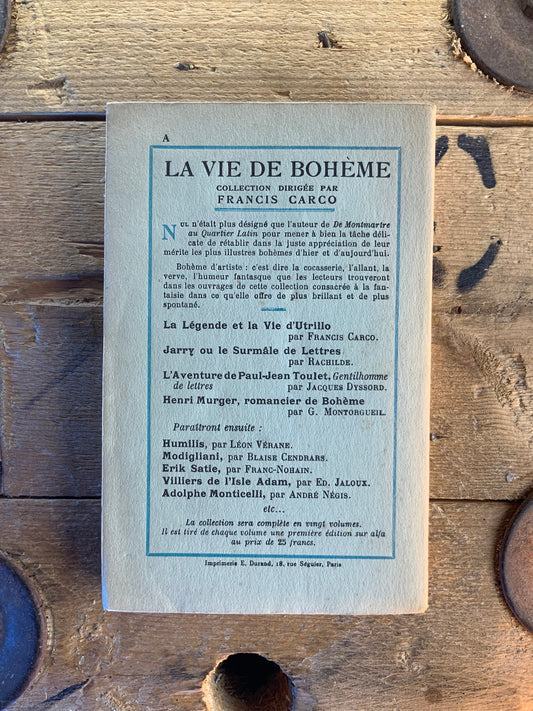 A
LA VIE DE BOHÈME
COLLECTION DIRIGÉE PAR
FRANCIS CARCO
NUL n'était plus désigné que l'auteur de De Montmartre
au Quartier Latin pour mener à bien la tâche déli-
cate de rétablir dans la juste appréciation de leur
mérite les plus illustres bohèmes d'hier et d'aujourd'hui.
Bohème d'artiste : c'est dire la cocasserie, l'allant, la
verve, l'humeur fantasque que les lecteurs trouveront
dans les ouvrages de cette collection consacrée à la fan-
taisie dans ce qu'elle offre de plus brillant et de plus
spontané.
La Légende et la Vie d'Utrillo
par FRANCIS CARCO.
Jarry ou le Surmâle de Lettres
par RACHILDE.
L'Aventure de Paul-Jean Toulet, Gentilhomme
de lettres par JACQUES DYSSORD.
Henri Murger, romancier de Bohème
par G. MONTORGUEIL.
Paraîtront ensuite :
Humilis, par LÉON VÉRANE.
Modigliani, par BLAISE CENDRARS.
Erik Satie, par FRANC-NOHAIN.
Villiers de l'Isle Adam, par ED. JALOUX.
Adolphe Monticelli, par ANDRÉ NÉGIS.
etc...
La collection sera complète en vingt volumes.
Il est tiré de chaque volume une première édition sur alfa
au prix de 25 francs.
Imprimerie E. Durand, 18, rue Séguier, Paris